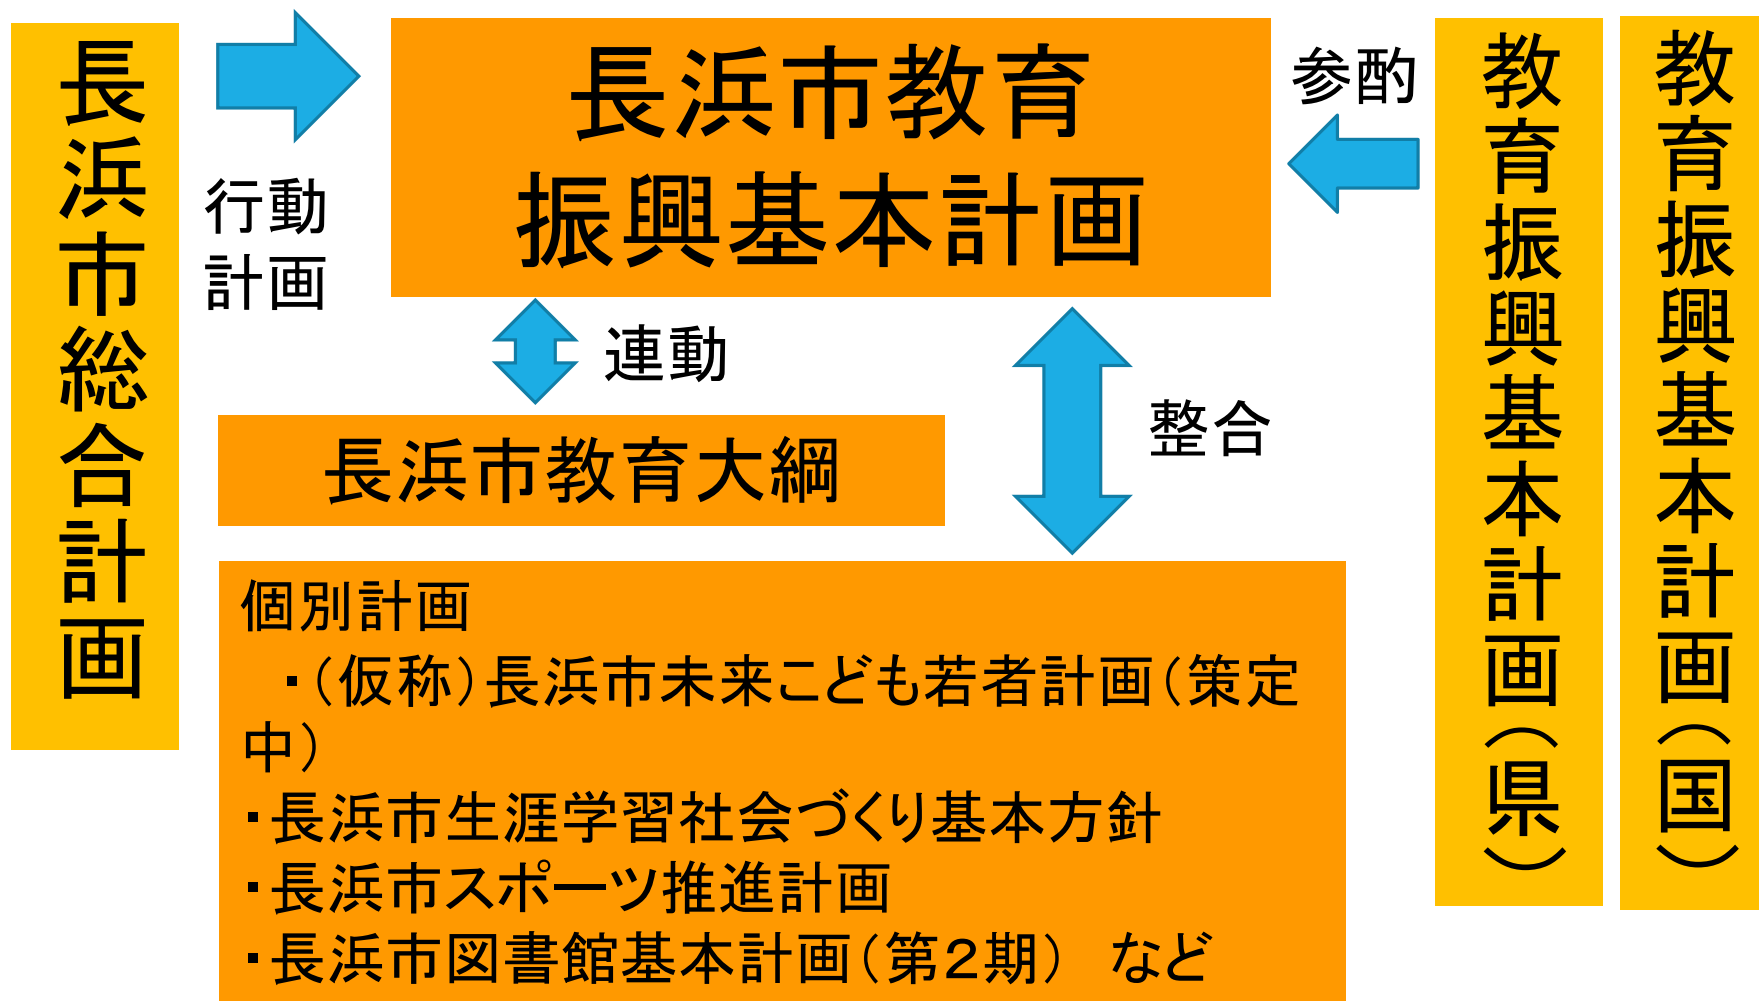 長浜市総合計画
行動
計画
長浜市教育
振興基本計画
参酌
教育振興基本計画（県）
教育振興基本計画（国）
連動
整合
長浜市教育大綱
個別計画
・（仮称）長浜市未来こども若者計画（策定
中）
・長浜市生涯学習社会づくり基本方針
・長浜市スポーツ推進計画
・長浜市図書館基本計画（第２期）　など